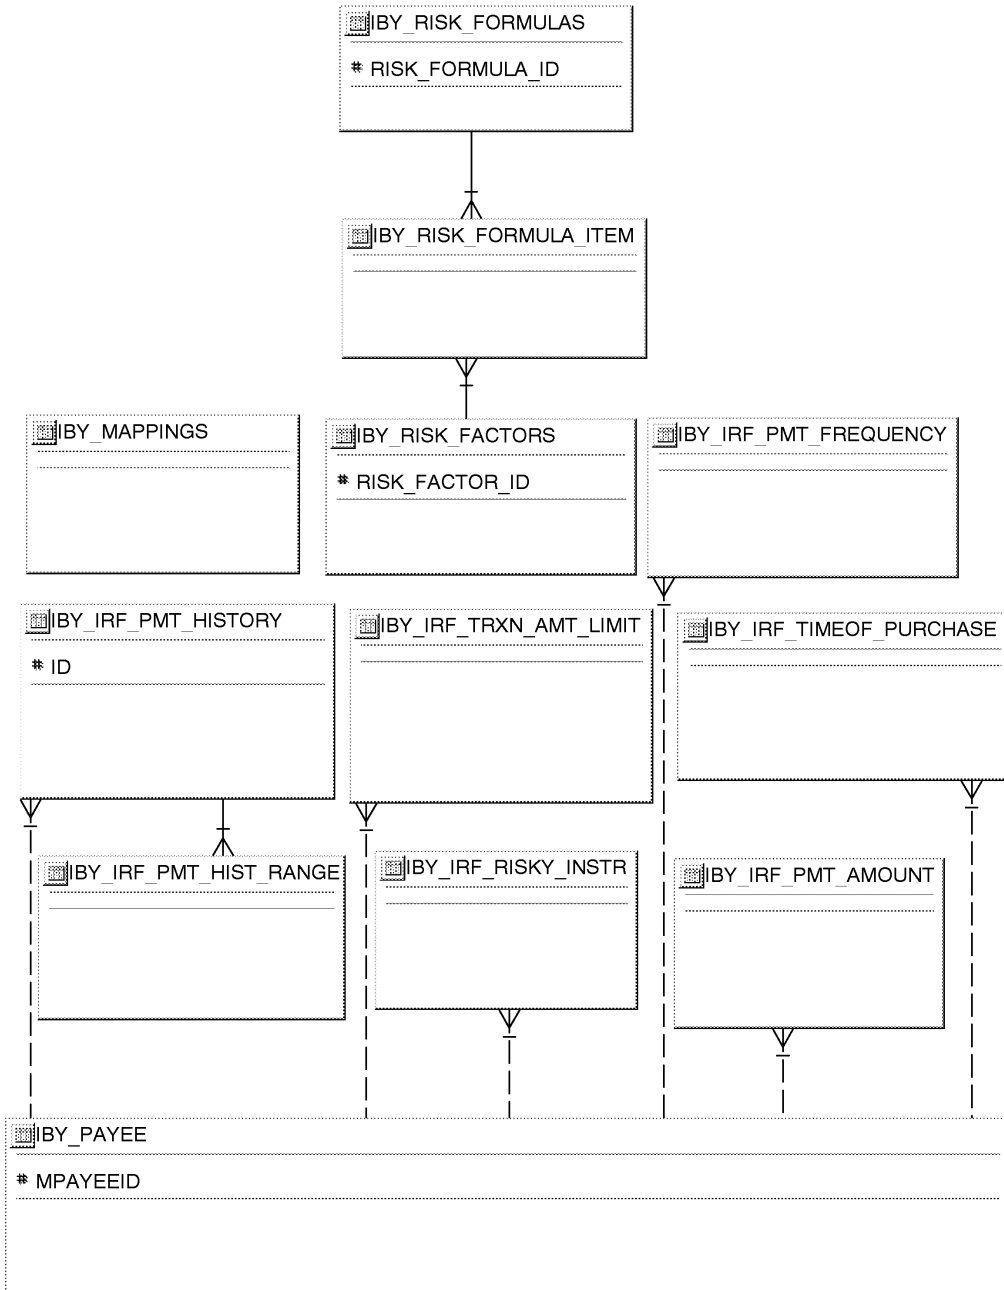 IBY_RISK_FORMULAS
# RISK_FORMULA_ID
IBY_RISK_FORMULA_ITEM
IBY_MAPPINGS
IBY_RISK_FACTORS
# RISK_FACTOR_ID
IBY_IRF_PMT_FREQUENCY
IBY_IRF_PMT_HISTORY
# ID
IBY_IRF_TRXN_AMT_LIMIT
IBY_IRF_TIMEOF_PURCHASE
IBY_IRF_PMT_HIST_RANGE
IBY_IRF_RISKY_INSTR
IBY_IRF_PMT_AMOUNT
IBY_PAYEE
# MPAYEEID